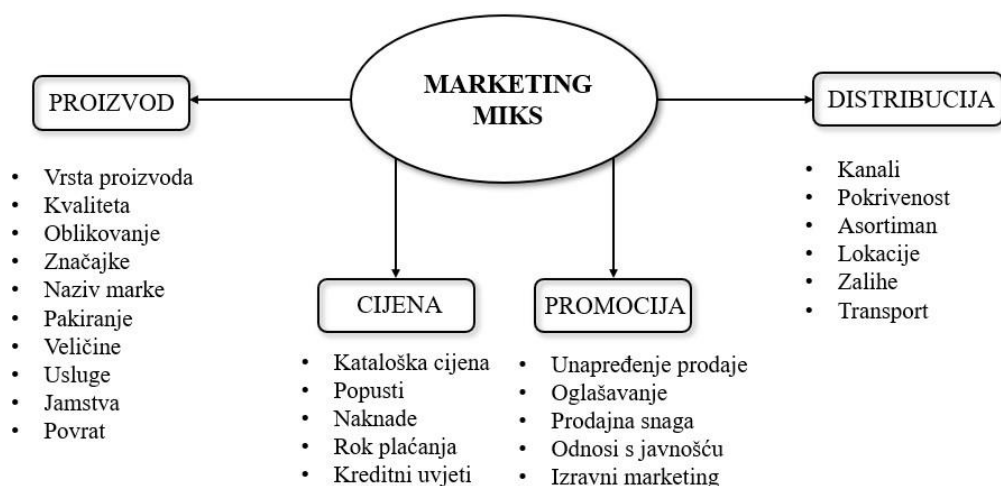 MARKETING
MIKS
PROIZVOD
• Vrsta proizvoda
• Kvaliteta
• Oblikovanje
• Značajke
• Naziv marke
• Pakiranje
• Veličine
• Usluge
• Jamstva
• Povrat
CIJENA
• Kataloška cijena
• Popusti
• Naknade
• Rok plaćanja
• Kreditni uvjeti
PROMOCIJA
• Unapređenje prodaje
• Oglašavanje
• Prodajna snaga
• Odnosi s javnošću
• Izravni marketing
DISTRIBUCIJA
• Kanali
• Pokrivenost
• Asortiman
• Lokacije
• Zalihe
• Transport